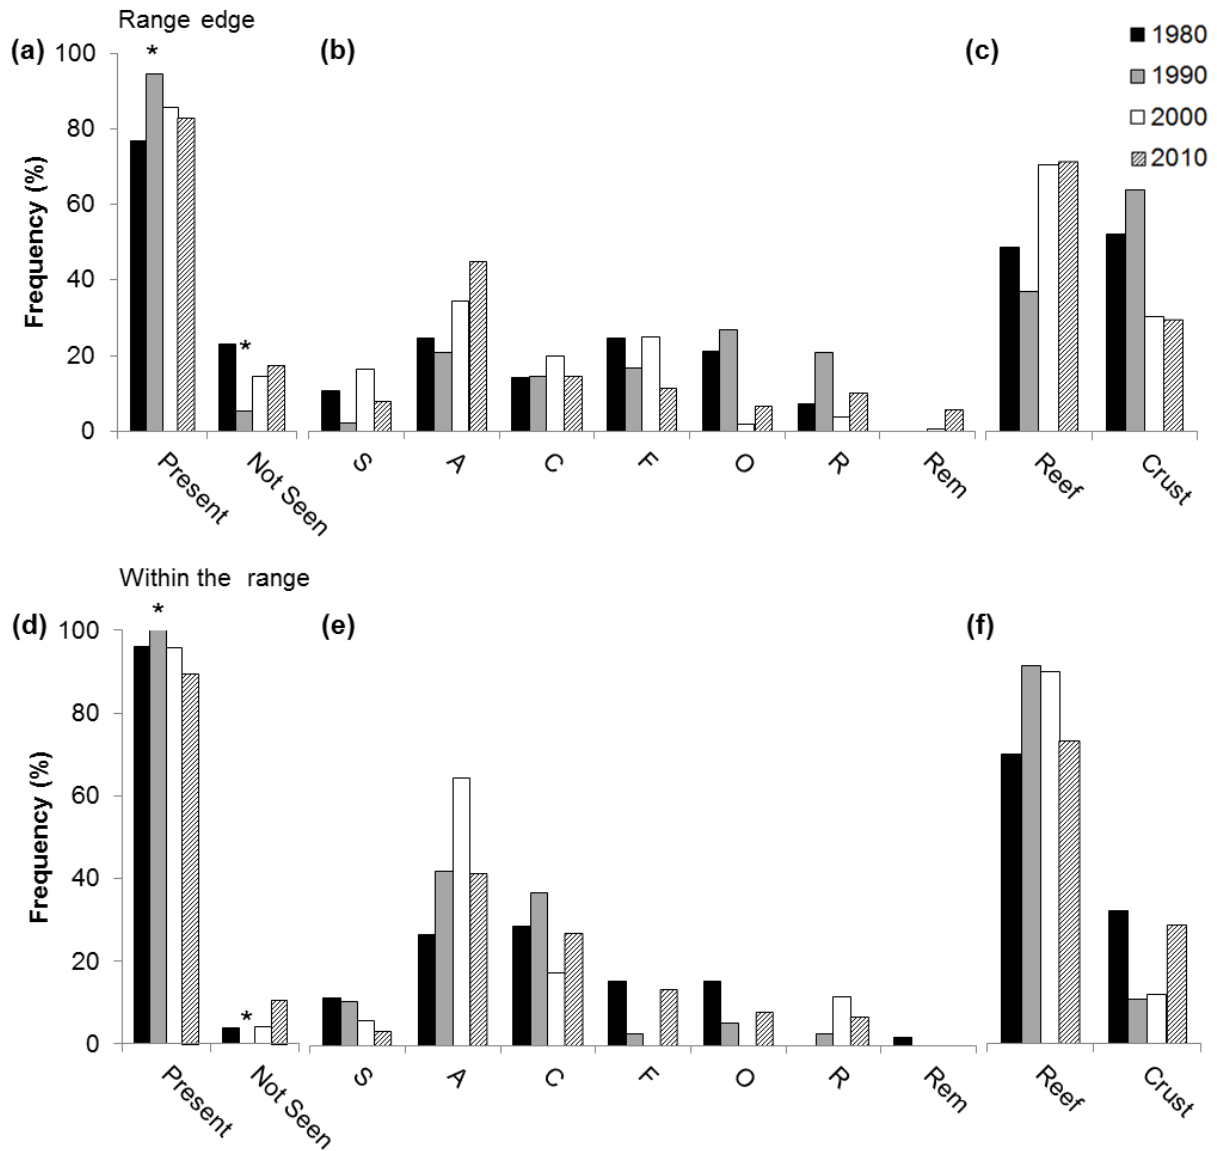 Range edge
(a) (b) (c)
*
1980
1990
2000
2010
Frequency (%)
100
80
60
40
20
0
*
Present Not Seen S A C F O R Rem Reef Crust
Within the range
(d) (e) (f)
*
Frequency (%)
100
80
60
40
20
0
*
Present Not Seen S A C F O R Rem Reef Crust